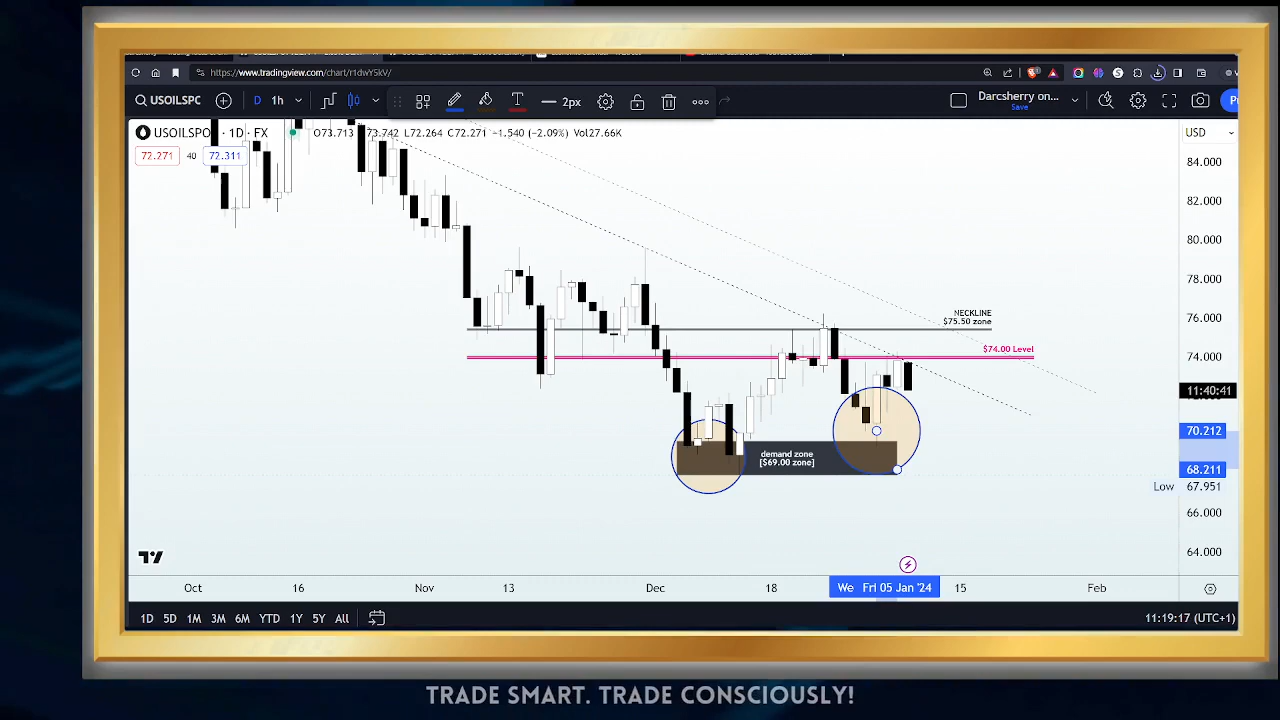 https://www.tradingview.com/chart/r1dwY5kV/
USOILSPC
D
1h
2px
Darcsherry on...
Save
USOILSPO · 1D · FX
O73.713
73.742 L72.264 C72.271 −1.540 (−2.09%) Vol27.66K
72.271
40
72.311
USD
84.000
82.000
80.000
78.000
76.000
74.000
11:40:41
70.212
68.211
Low 67.951
66.000
64.000
NECKLINE
$75.50 zone
$74.00 Level
demand zone
[$69.00 zone]
Oct
16
Nov
13
Dec
18
We
Fri 05 Jan '24
15
Feb
1D 5D 1M 3M 6M YTD 1Y 5Y All
11:19:17 (UTC+1)
TRADE SMART. TRADE CONSCIOUSLY!